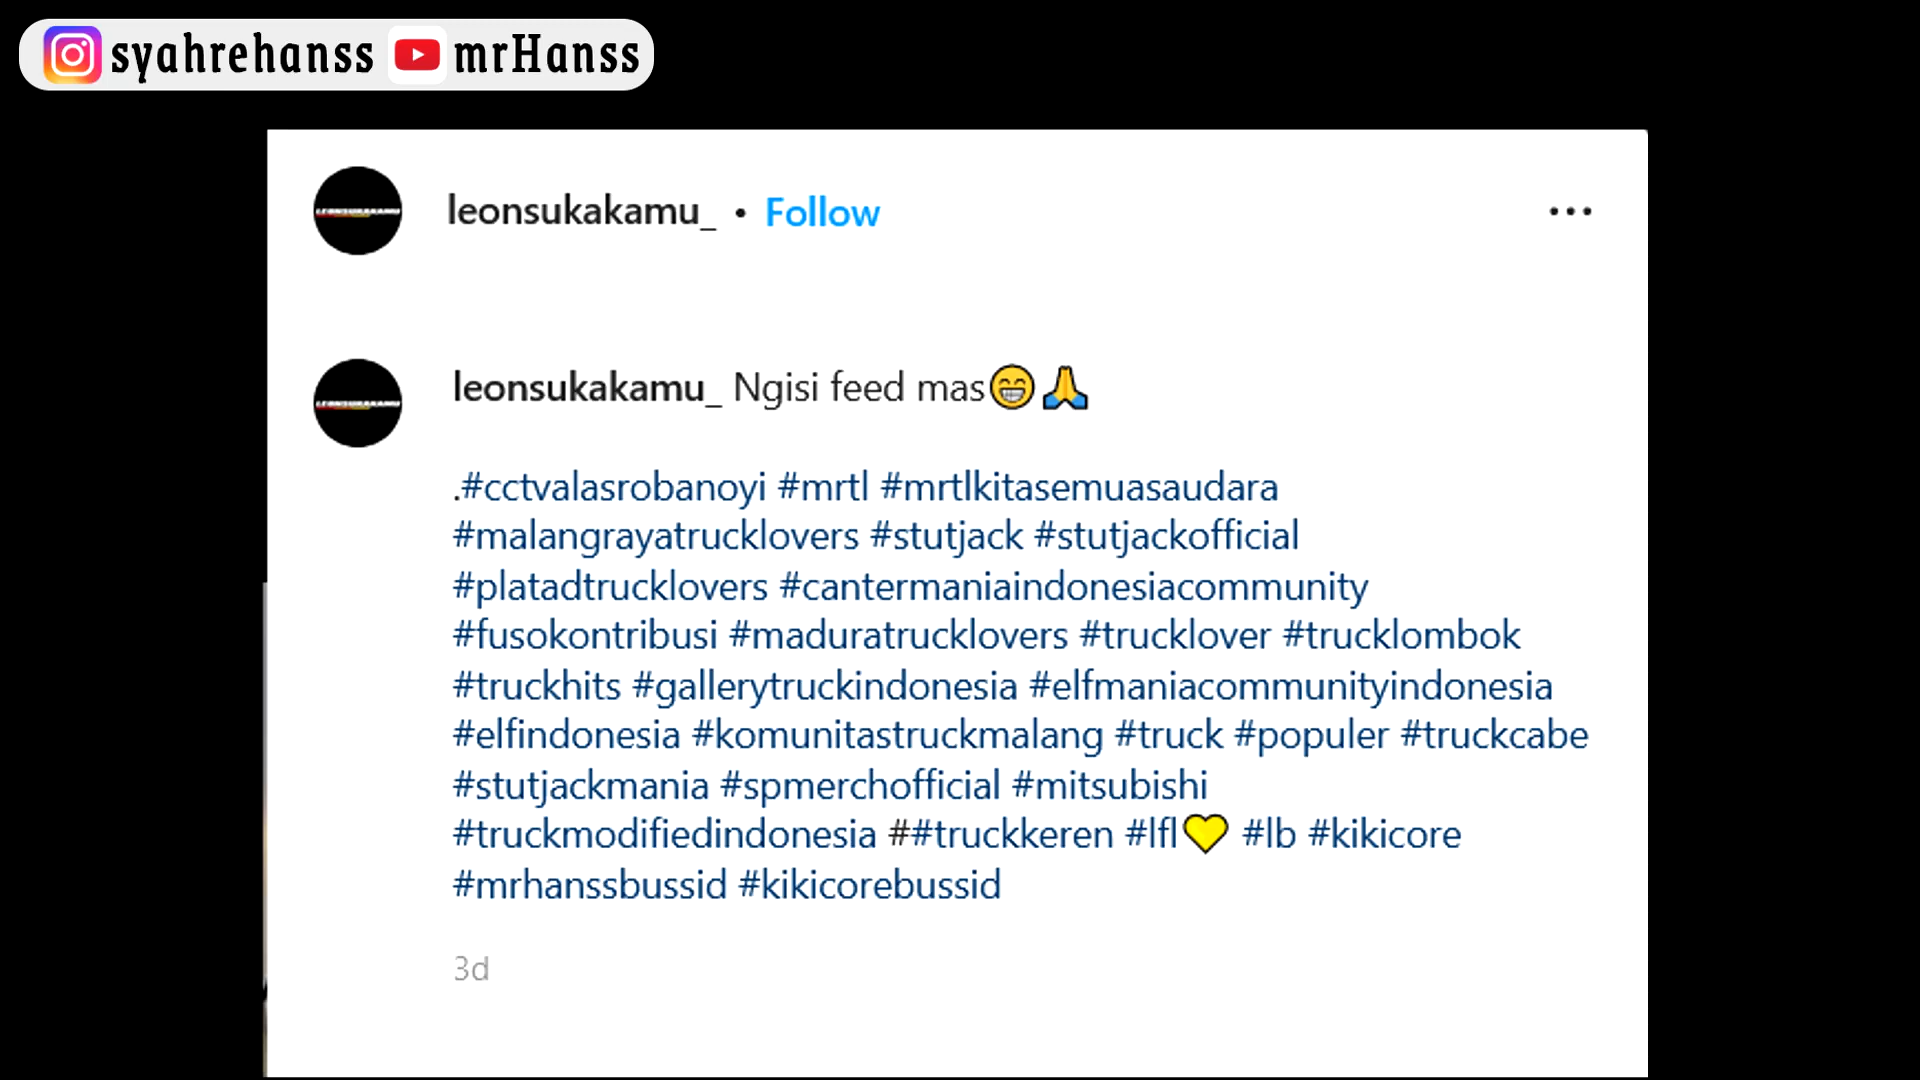 syahrehanss mrHanss
leonsukakamu_ • Follow
leonsukakamu_ Ngisi feed mas😁🙏
.#cctvalasrobanoyi #mrtl #mrtlkitasemuasaudara
#malangrayatrucklovers #stutjack #stutjackofficial
#platadtrucklovers #cantermaniaindonesiacommunity
#fusokontribusi #maduratrucklovers #trucklover #trucklombok
#truckhits #gallerytruckindonesia #elfmaniacommunityindonesia
#elfindonesia #komunitastruckmalang #truck #populer #truckcabe
#stutjackmania #spmerchofficial #mitsubishi
#truckmodifiedindonesia ##truckkeren #lfl💛 #lb #kikicore
#mrhanssbussid #kikicorebussid
3d